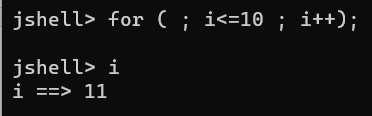 jshell> for ( ; i<=10 ; i++);
jshell> i
i ==> 11